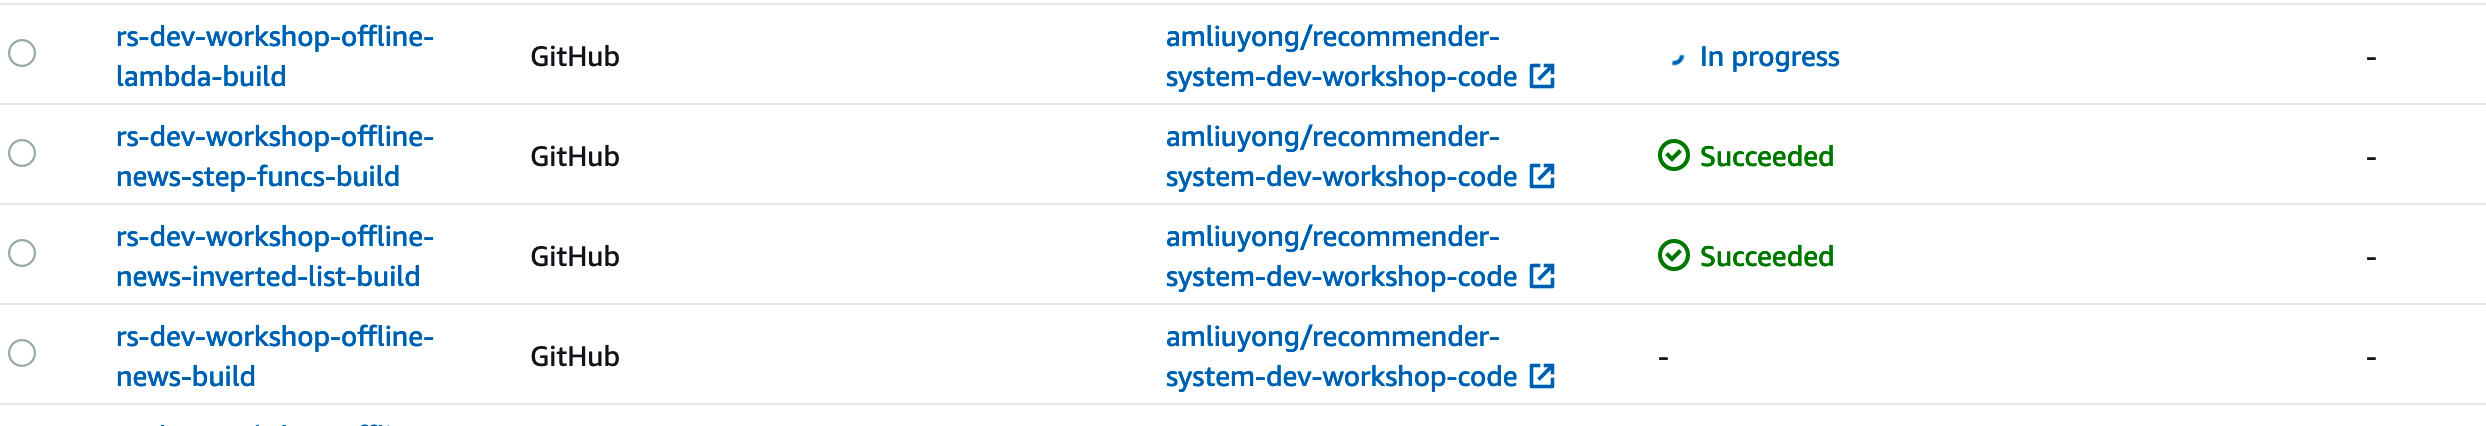 rs-dev-workshop-offline-
lambda-build
GitHub
amliuyong/recommender-
system-dev-workshop-code
In progress
-
rs-dev-workshop-offline-
news-step-funcs-build
GitHub
amliuyong/recommender-
system-dev-workshop-code
Succeeded
-
rs-dev-workshop-offline-
news-inverted-list-build
GitHub
amliuyong/recommender-
system-dev-workshop-code
Succeeded
-
rs-dev-workshop-offline-
news-build
GitHub
amliuyong/recommender-
system-dev-workshop-code
-
-